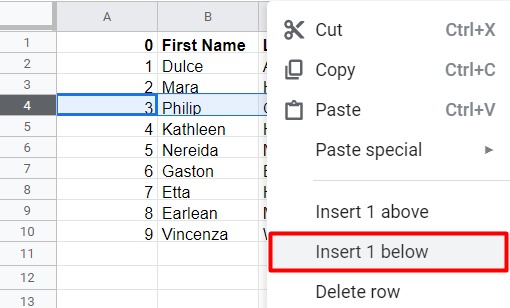 A B
1 0 First Name L
2 1 Dulce A
3 2 Mara H
4 3 Philip G
5 4 Kathleen H
6 5 Nereida
7 6 Gaston E
8 7 Etta H
9 8 Earlean M
10 9 Vincenza W
11
12
13
Cut Ctrl+X
Copy Ctrl+C
Paste Ctrl+V
Paste special
Insert 1 above
Insert 1 below
Delete row